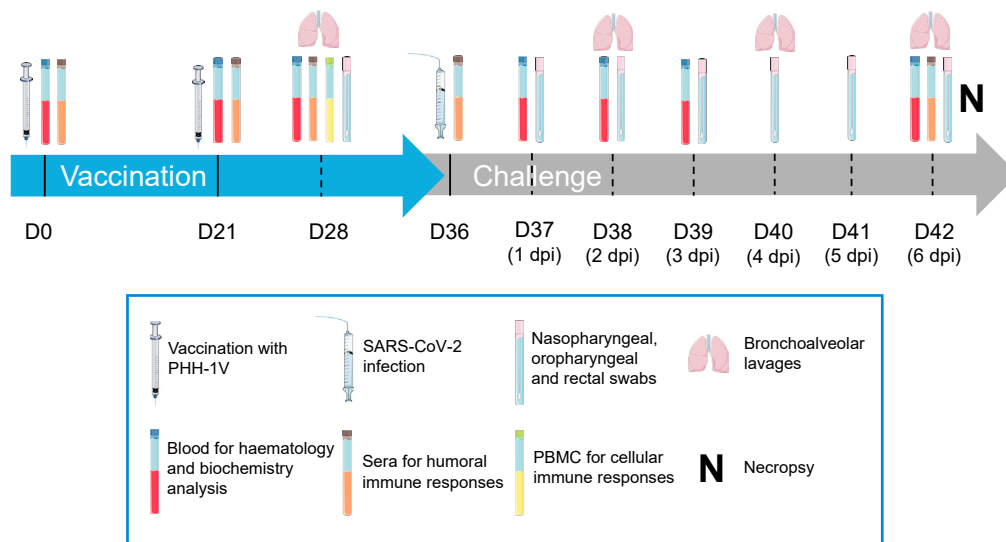 N
Vaccination
Challenge
D0
D21
D28
D36
D37
(1 dpi)
D38
(2 dpi)
D39
(3 dpi)
D40
(4 dpi)
D41
(5 dpi)
D42
(6 dpi)
Vaccination with
PHH-1V
SARS-CoV-2
infection
Nasopharyngeal,
oropharyngeal
and rectal swabs
Bronchoalveolar
lavages
Blood for haematology
and biochemistry
analysis
Sera for humoral
immune responses
PBMC for cellular
immune responses
N
Necropsy